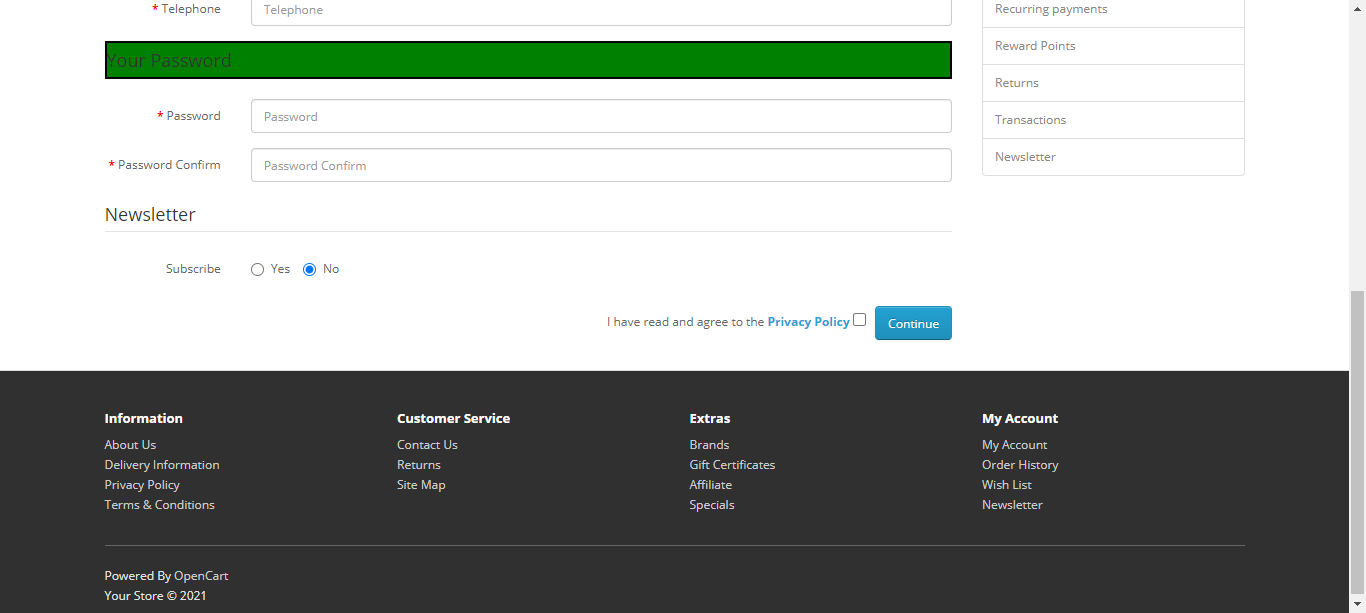 * Telephone
Telephone
Your Password
* Password
Password
* Password Confirm
Password Confirm
Newsletter
Subscribe
Yes
No
I have read and agree to the Privacy Policy
Continue
Recurring payments
Reward Points
Returns
Transactions
Newsletter
Information
About Us
Delivery Information
Privacy Policy
Terms & Conditions
Customer Service
Contact Us
Returns
Site Map
Extras
Brands
Gift Certificates
Affiliate
Specials
My Account
My Account
Order History
Wish List
Newsletter
Powered By OpenCart
Your Store © 2021